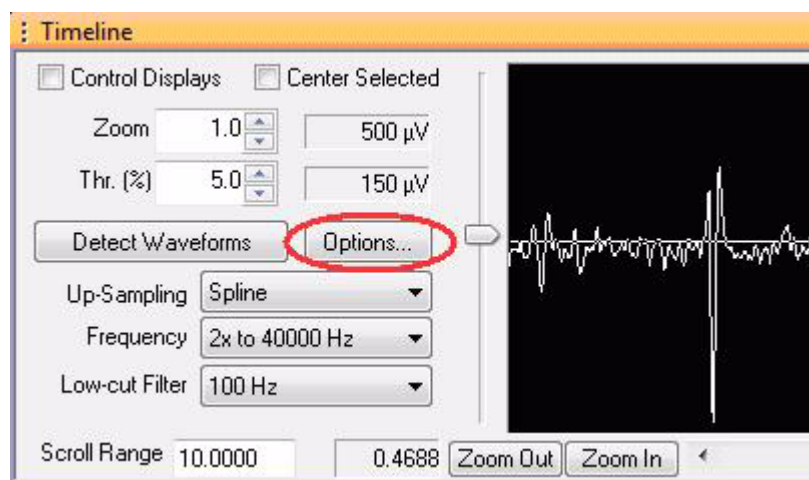 Timeline
Control Displays Center Selected
Zoom 1.0 500 µV
Thr. (%) 5.0 150 µV
Detect Waveforms Options...
Up-Sampling Spline
Frequency 2x to 40000 Hz
Low-cut Filter 100 Hz
Scroll Range 10.0000 0.4688 Zoom Out Zoom In